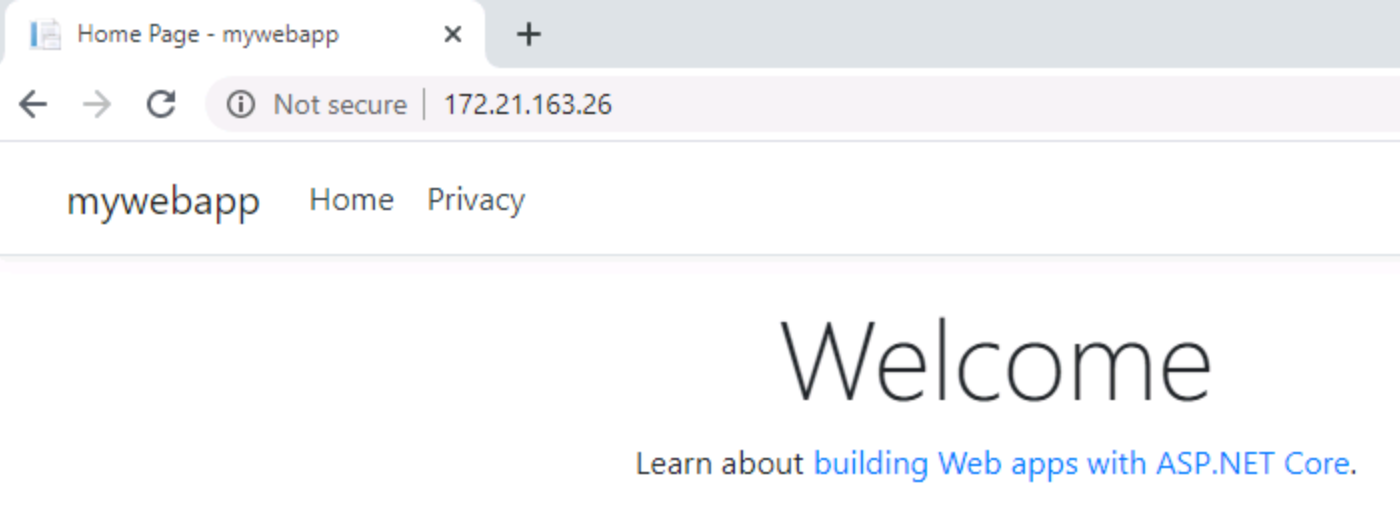 Home Page - mywebapp
Not secure 172.21.163.26
mywebapp Home Privacy
Welcome
Learn about building Web apps with ASP.NET Core.